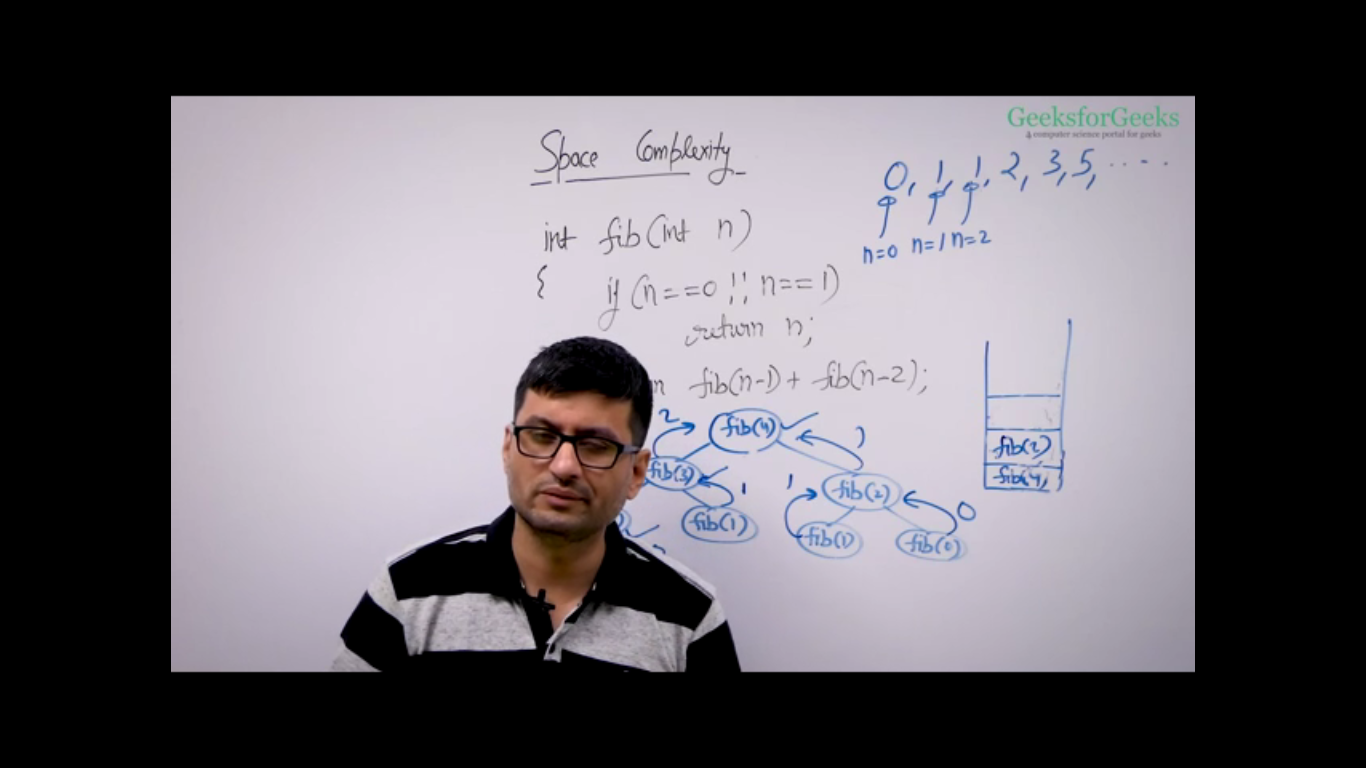 GeeksforGeeks
A computer science portal for geeks
Space Complexity
0, 1, 1, 2, 3, 5, ....
n=0 n=1 n=2
int fib(int n)
{
if (n==0 || n==1)
return n;
fib(n-1) + fib(n-2);
2 fib(4) 1
fib(3) 1 1 fib(2) 0
fib(1) fib(1) fib(0)
fib(2)
fib(4)